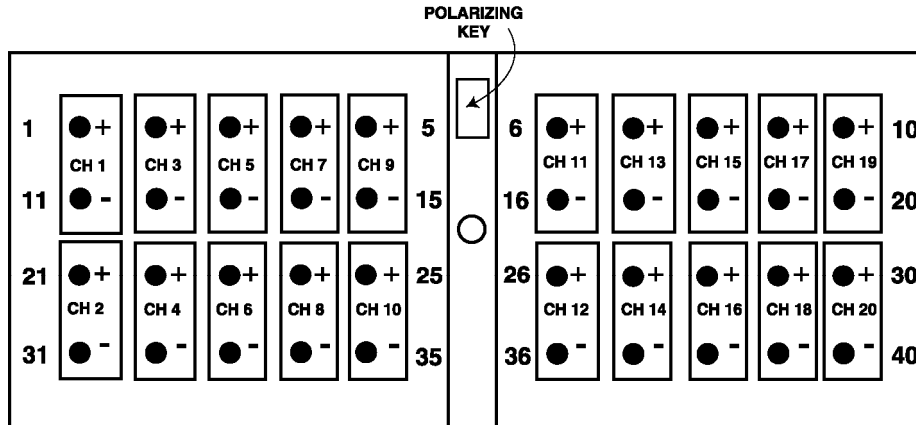 POLARIZING
KEY
1 + + + + + 5 6 + + + + + 10
CH 1 CH 3 CH 5 CH 7 CH 9 CH 11 CH 13 CH 15 CH 17 CH 19
11 - - - - - 15 16 - - - - - 20
21 + + + + + 25 26 + + + + + 30
CH 2 CH 4 CH 6 CH 8 CH 10 CH 12 CH 14 CH 16 CH 18 CH 20
31 - - - - - 35 36 - - - - - 40